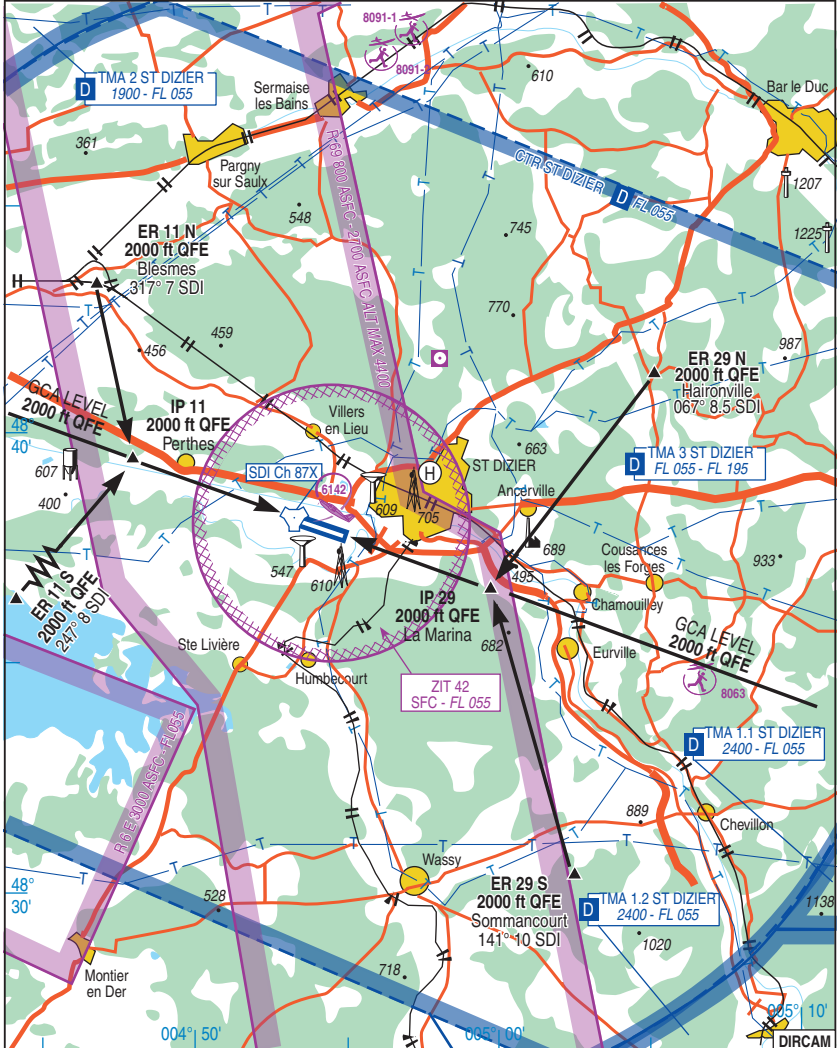 8091-1
8091-2
TMA 2 ST DIZIER
D
1900 - FL 055
Sermaise
les Bains
610
Bar le Duc
361
Pargny
sur Saulx
R 69 800 ASFC - 2700 ASFC ALT MAX 4400
CTR ST DIZIER D FL 055
1207
548
745
1225
ER 11 N
2000 ft QFE
Blesmes
317° 7 SDI
770
459
456
987
ER 29 N
2000 ft QFE
Haironville
067° 8.5 SDI
GCA LEVEL
2000 ft QFE
IP 11
2000 ft QFE
Perthes
Villers
en Lieu
48°
40'
663
TMA 3 ST DIZIER
D
FL 055 - FL 195
607
400
SDI Ch 87X
6142
H
ST DIZIER
Ancerville
609
705
689
547
610
495
Cousances
les Forges
933
ER 11 S
2000 ft QFE
247° 8 SDI
IP 29
2000 ft QFE
La Marina
Chamouilley
GCA LEVEL
2000 ft QFE
682
Ste Livière
Humbécourt
Eurville
ZIT 42
SFC - FL 055
8063
R 6 E 3000 ASFC - FL055
TMA 1.1 ST DIZIER
D
2400 - FL 055
889
Chevillon
Wassy
48°
30'
528
ER 29 S
2000 ft QFE
Sommancourt
141° 10 SDI
TMA 1.2 ST DIZIER
D
2400 - FL 055
1138
1020
718
Montier
en Der
004° 50'
005° 00'
005° 10'
DIRCAM